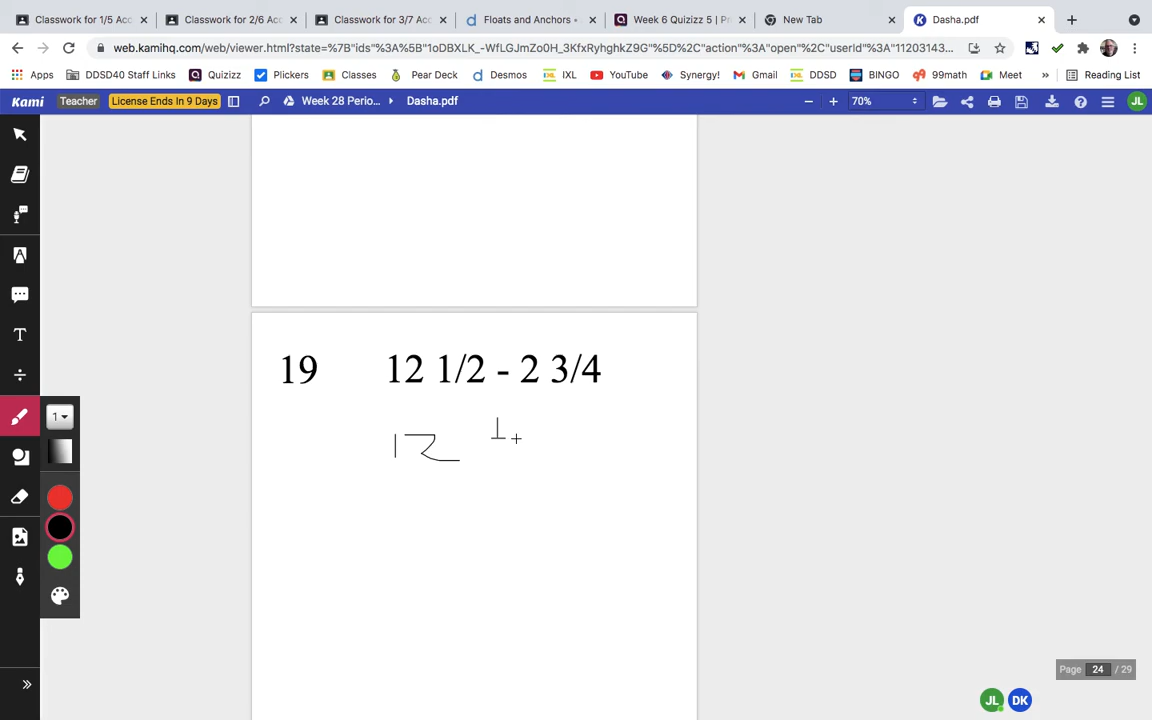 Classwork for 1/5 Acc
Classwork for 2/6 Acc
Classwork for 3/7 Acc
Floats and Anchors •
Week 6 Quizizz 5 | P
New Tab
Dasha.pdf
web.kamihq.com/web/viewer.html?state=%7B"ids"%3A%5B"1oDBXLK_-WfLGJmZo0H_3KfxRyhghkZ9G"%5D%2C"action"%3A"open"%2C"userId"%3A"11203143...
Apps
DDSD40 Staff Links
Quizizz
Plickers
Classes
Pear Deck
Desmos
IXL
YouTube
Synergy!
Gmail
DDSD
BINGO
99math
Meet
»
Reading List
Kami
Teacher
License Ends In 9 Days
Week 28 Perio...
Dasha.pdf
70%
JL
19 12 1/2 - 2 3/4
12 1
1
Page 24 / 29
JL DK